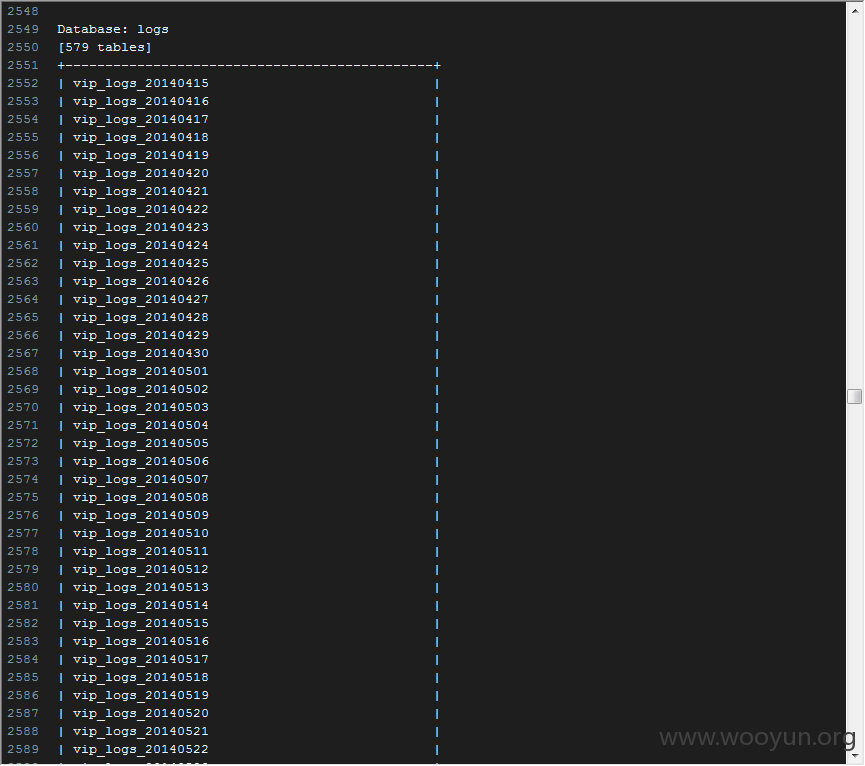 2548
2549 Database: logs
2550 [579 tables]
2551 +----------------------------------------------+
2552 | vip_logs_20140415 |
2553 | vip_logs_20140416 |
2554 | vip_logs_20140417 |
2555 | vip_logs_20140418 |
2556 | vip_logs_20140419 |
2557 | vip_logs_20140420 |
2558 | vip_logs_20140421 |
2559 | vip_logs_20140422 |
2560 | vip_logs_20140423 |
2561 | vip_logs_20140424 |
2562 | vip_logs_20140425 |
2563 | vip_logs_20140426 |
2564 | vip_logs_20140427 |
2565 | vip_logs_20140428 |
2566 | vip_logs_20140429 |
2567 | vip_logs_20140430 |
2568 | vip_logs_20140501 |
2569 | vip_logs_20140502 |
2570 | vip_logs_20140503 |
2571 | vip_logs_20140504 |
2572 | vip_logs_20140505 |
2573 | vip_logs_20140506 |
2574 | vip_logs_20140507 |
2575 | vip_logs_20140508 |
2576 | vip_logs_20140509 |
2577 | vip_logs_20140510 |
2578 | vip_logs_20140511 |
2579 | vip_logs_20140512 |
2580 | vip_logs_20140513 |
2581 | vip_logs_20140514 |
2582 | vip_logs_20140515 |
2583 | vip_logs_20140516 |
2584 | vip_logs_20140517 |
2585 | vip_logs_20140518 |
2586 | vip_logs_20140519 |
2587 | vip_logs_20140520 |
2588 | vip_logs_20140521 |
2589 | vip_logs_20140522 |
www.wooyun.org